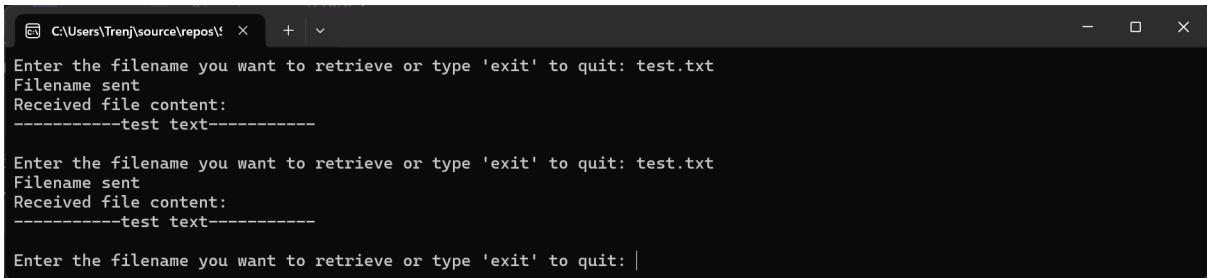 C:\Users\Trenj\source\repos\S
Enter the filename you want to retrieve or type 'exit' to quit: test.txt
Filename sent
Received file content:
-----------test text-----------
Enter the filename you want to retrieve or type 'exit' to quit: test.txt
Filename sent
Received file content:
-----------test text-----------
Enter the filename you want to retrieve or type 'exit' to quit: